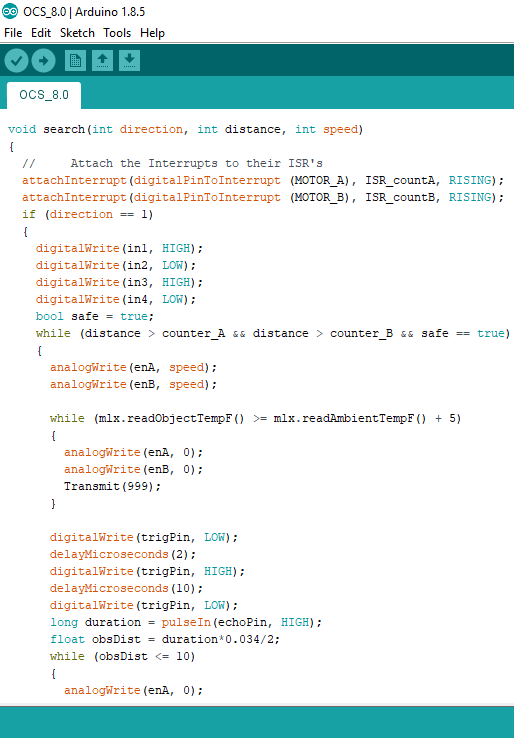 OCS_8.0 | Arduino 1.8.5
File Edit Sketch Tools Help
OCS_8.0
void search(int direction, int distance, int speed)
{
  //     Attach the Interrupts to their ISR's
  attachInterrupt(digitalPinToInterrupt (MOTOR_A), ISR_countA, RISING);
  attachInterrupt(digitalPinToInterrupt (MOTOR_B), ISR_countB, RISING);
  if (direction == 1)
  {
    digitalWrite(in1, HIGH);
    digitalWrite(in2, LOW);
    digitalWrite(in3, HIGH);
    digitalWrite(in4, LOW);
    bool safe = true;
    while (distance > counter_A && distance > counter_B && safe == true)
    {
      analogWrite(enA, speed);
      analogWrite(enB, speed);

      while (mlx.readObjectTempF() >= mlx.readAmbientTempF() + 5)
      {
        analogWrite(enA, 0);
        analogWrite(enB, 0);
        Transmit(999);
      }

      digitalWrite(trigPin, LOW);
      delayMicroseconds(2);
      digitalWrite(trigPin, HIGH);
      delayMicroseconds(10);
      digitalWrite(trigPin, LOW);
      long duration = pulseIn(echoPin, HIGH);
      float obsDist = duration*0.034/2;
      while (obsDist <= 10)
      {
        analogWrite(enA, 0);